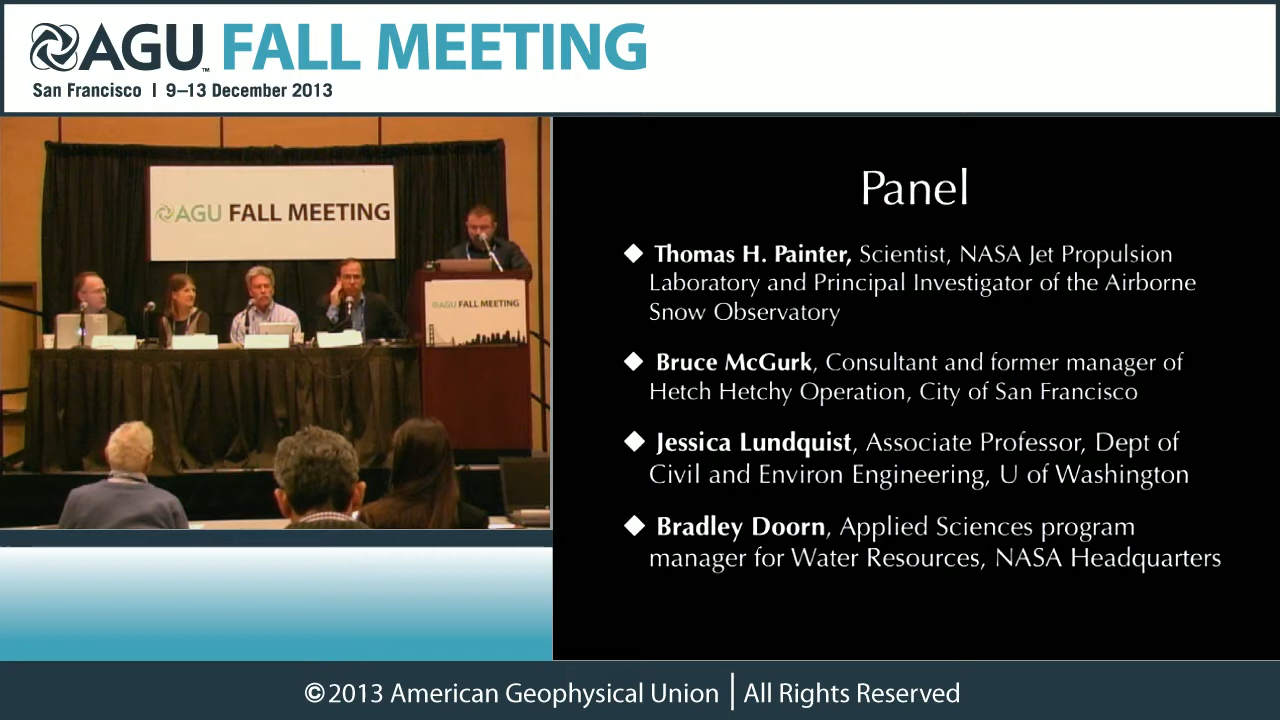 AGU™ FALL MEETING
San Francisco | 9–13 December 2013
AGU FALL MEETING
AGU FALL MEETING
Panel
◆ Thomas H. Painter, Scientist, NASA Jet Propulsion
Laboratory and Principal Investigator of the Airborne
Snow Observatory
◆ Bruce McGurk, Consultant and former manager of
Hetch Hetchy Operation, City of San Francisco
◆ Jessica Lundquist, Associate Professor, Dept of
Civil and Environ Engineering, U of Washington
◆ Bradley Doorn, Applied Sciences program
manager for Water Resources, NASA Headquarters
©2013 American Geophysical Union | All Rights Reserved